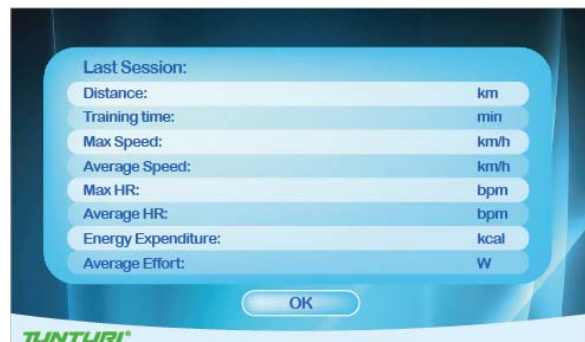 Last Session:
Distance: km
Training time: min
Max Speed: km/h
Average Speed: km/h
Max HR: bpm
Average HR: bpm
Energy Expenditure: kcal
Average Effort: W
OK
TUNTURI®